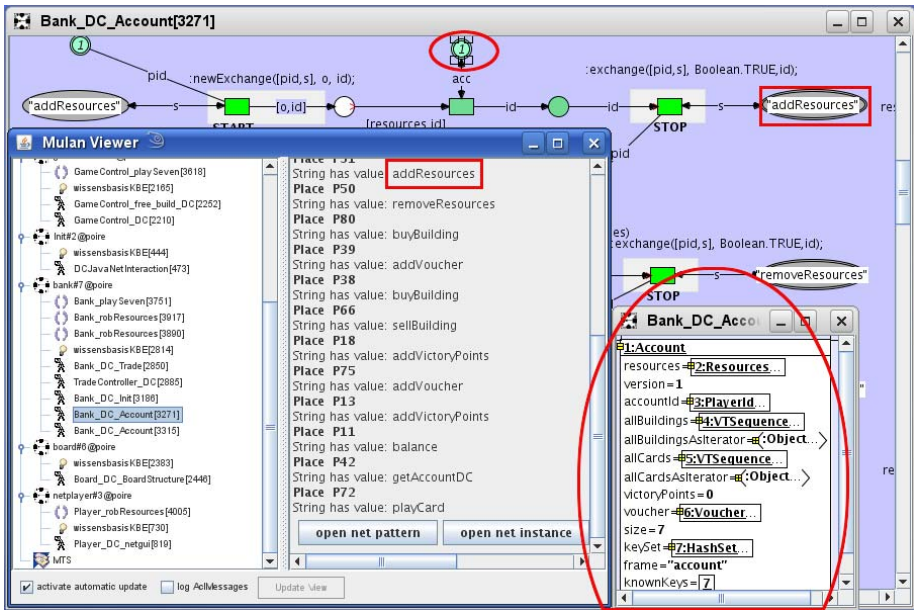 Bank_DC_Account[3271]
1
1
pid
:newExchange([pid,s], o, id);
acc
:exchange([pid,s], Boolean.TRUE,id);
"addResources"
s
[o,id]
id
id
s
"addResources"
res
START
[resources,id]
STOP
pid
Mulan Viewer
GameControl_playSeven[3618]
wissensbasisKBE[2165]
GameControl_free_build_DC[2252]
GameControl_DC[2210]
Init#2@poire
wissensbasisKBE[444]
DCJavaNetInteraction[473]
bank#7@poire
Bank_playSeven[3751]
Bank_robResources[3917]
Bank_robResources[3890]
wissensbasisKBE[2814]
Bank_DC_Trade[2850]
TradeController_DC[2885]
Bank_DC_Init[3186]
Bank_DC_Account[3271]
Bank_DC_Account[3315]
board#6@poire
wissensbasisKBE[2383]
Board_DC_BoardStructure[2446]
netplayer#3@poire
Player_robResources[4005]
wissensbasisKBE[730]
Player_DC_netgui[819]
MTS
Place P51
String has value: addResources
Place P50
String has value: removeResources
Place P80
String has value: buyBuilding
Place P39
String has value: addVoucher
Place P38
String has value: buyBuilding
Place P66
String has value: sellBuilding
Place P18
String has value: addVictoryPoints
Place P75
String has value: addVoucher
Place P13
String has value: addVictoryPoints
Place P11
String has value: balance
Place P42
String has value: getAccountDC
Place P72
String has value: playCard
open net pattern
open net instance
activate automatic update
log AclMessages
Update View
es)
exchange([pid,s], Boolean.TRUE,id);
s
"removeResources"
STOP
re
Bank_DC_Acco
1:Account
resources=2:Resources...
version=1
accountId=3:PlayerId...
allBuildings=4:VTSequence...
allBuildingsAsIterator=:Object...
allCards=5:VTSequence...
allCardsAsIterator=:Object...
victoryPoints=0
voucher=6:Voucher...
size=7
keySet=7:HashSet...
frame="account"
knownKeys=7